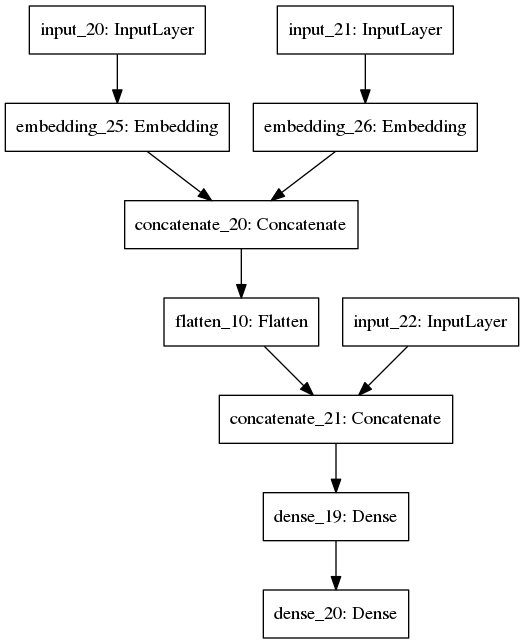 input_20: InputLayer
input_21: InputLayer
embedding_25: Embedding
embedding_26: Embedding
concatenate_20: Concatenate
flatten_10: Flatten
input_22: InputLayer
concatenate_21: Concatenate
dense_19: Dense
dense_20: Dense